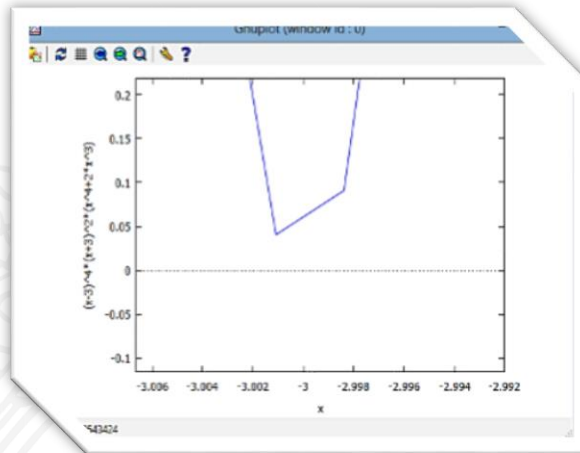 Gnuplot (window id : 0)
?
0.2
0.15
0.1
0.05
0
-0.05
-0.1
(x-3)^4*(x+3)^2*(x^4+2*x^3)
-3.006 -3.004 -3.002 -3 -2.998 -2.996 -2.994 -2.992
x
543424